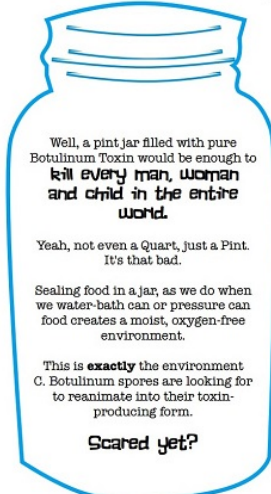 Well, a pint jar filled with pure
Botulinum Toxin would be enough to
kill every man, woman
and child in the entire
world.
Yeah, not even a Quart, just a Pint.
It's that bad.
Sealing food in a jar, as we do when
we water-bath can or pressure can
food creates a moist, oxygen-free
environment.
This is exactly the environment
C. Botulinum spores are looking for
to reanimate into their toxin-
producing form.
Scared yet?